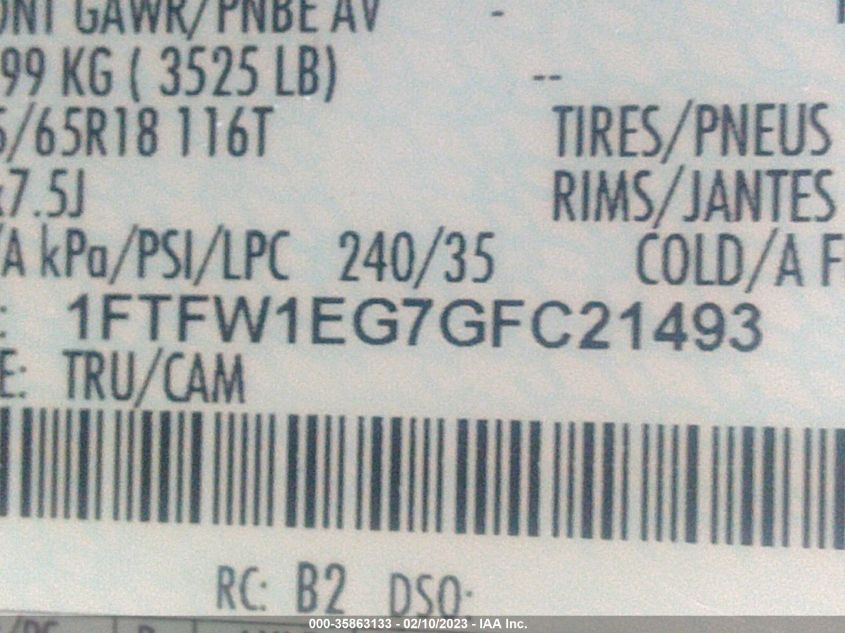 ONT GAWR/PNBE AV -
99 KG ( 3525 LB) --
5/65R18 116T TIRES/PNEUS
x7.5J RIMS/JANTES
/A kPa/PSI/LPC 240/35 COLD/A F
: 1FTFW1EG7GFC21493
E: TRU/CAM
RC: B2 DSO:
000-35863133 - 02/10/2023 - IAA Inc.